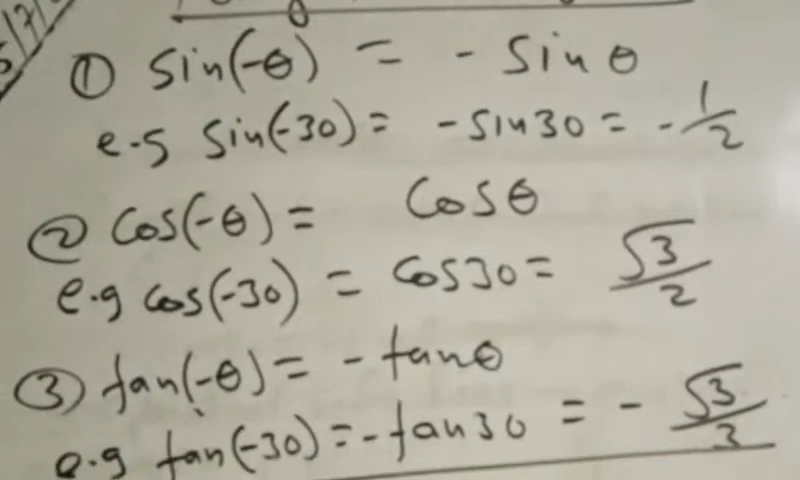 ① sin(-θ) = - sin θ
e.g sin(-30) = -sin30 = -1/2
② cos(-θ) = cosθ
e.g cos(-30) = cos30 = √3/2
③ tan(-θ) = -tanθ
e.g tan(-30) = -tan30 = -√3/3